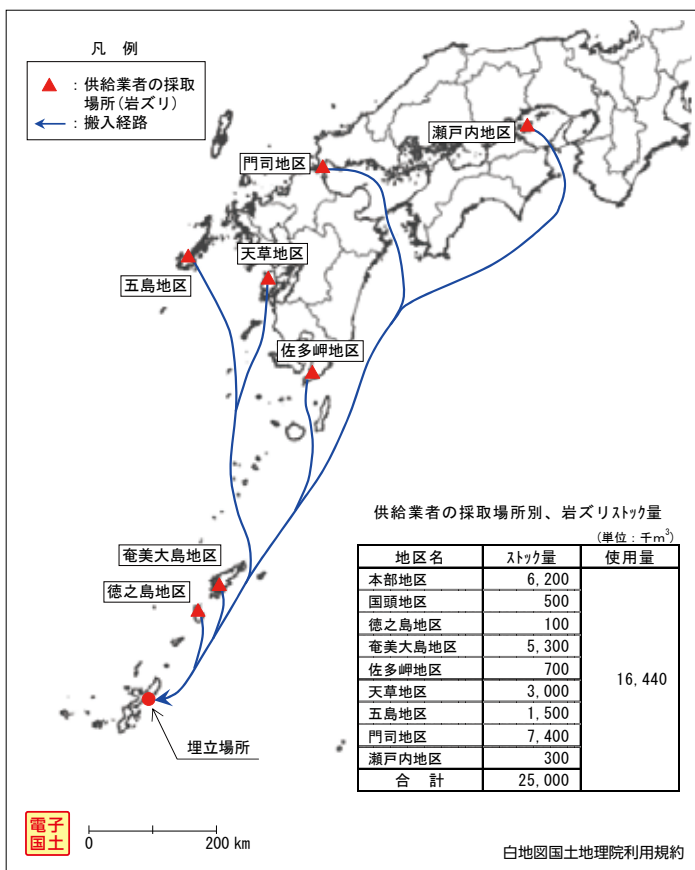 凡 例
：供給業者の採取
場所(岩ズリ)
：搬入経路
瀬戸内地区
門司地区
天草地区
五島地区
佐多岬地区
奄美大島地区
徳之島地区
埋立場所
供給業者の採取場所別、岩ズリストック量
(単位：千m³)
地区名 ストック量 使用量
本部地区 6,200
国頭地区 500
徳之島地区 100
奄美大島地区 5,300
佐多岬地区 700
16,440
天草地区 3,000
五島地区 1,500
門司地区 7,400
瀬戸内地区 300
合 計 25,000
電子
国土
0 200 km
白地図国土地理院利用規約